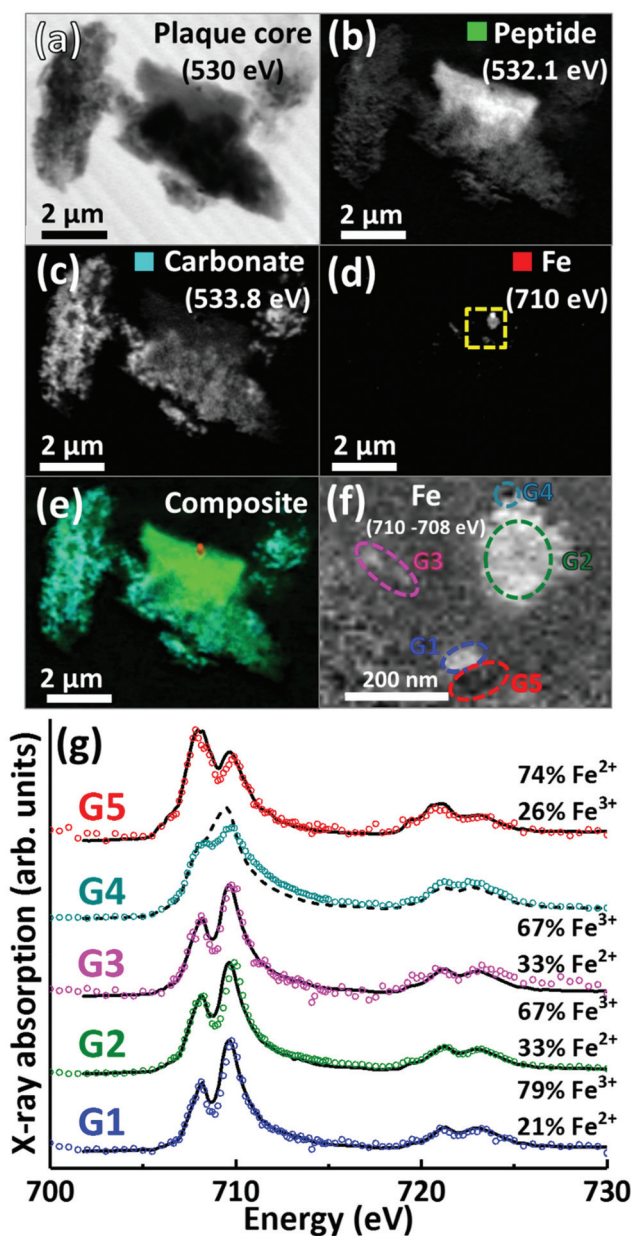 (a) Plaque core
(530 eV)
2 μm
(b) Peptide
(532.1 eV)
2 μm
(c) Carbonate
(533.8 eV)
2 μm
(d) Fe
(710 eV)
2 μm
(e) Composite
2 μm
(f) Fe
(710 -708 eV)
G4
G3
G2
G1
G5
200 nm
(g)
X-ray absorption (arb. units)
G5
74% Fe²⁺
26% Fe³⁺
G4
G3
67% Fe³⁺
33% Fe²⁺
G2
67% Fe³⁺
33% Fe²⁺
G1
79% Fe³⁺
21% Fe²⁺
700 710 720 730
Energy (eV)